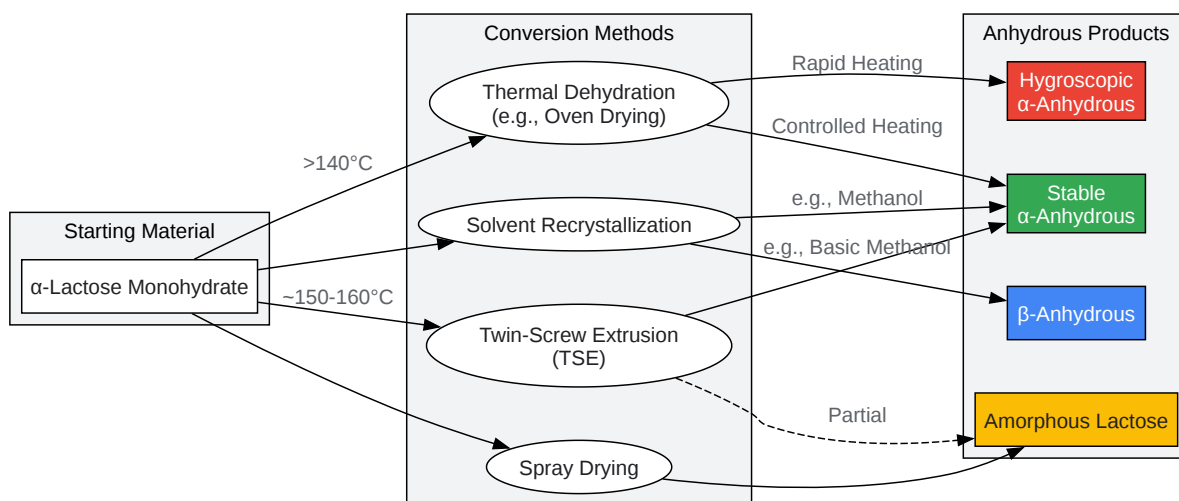 Starting Material
α-Lactose Monohydrate
>140°C
~150-160°C
Conversion Methods
Thermal Dehydration
(e.g., Oven Drying)
Solvent Recrystallization
Twin-Screw Extrusion
(TSE)
Spray Drying
Rapid Heating
Controlled Heating
e.g., Methanol
e.g., Basic Methanol
Partial
Anhydrous Products
Hygroscopic
α-Anhydrous
Stable
α-Anhydrous
β-Anhydrous
Amorphous Lactose